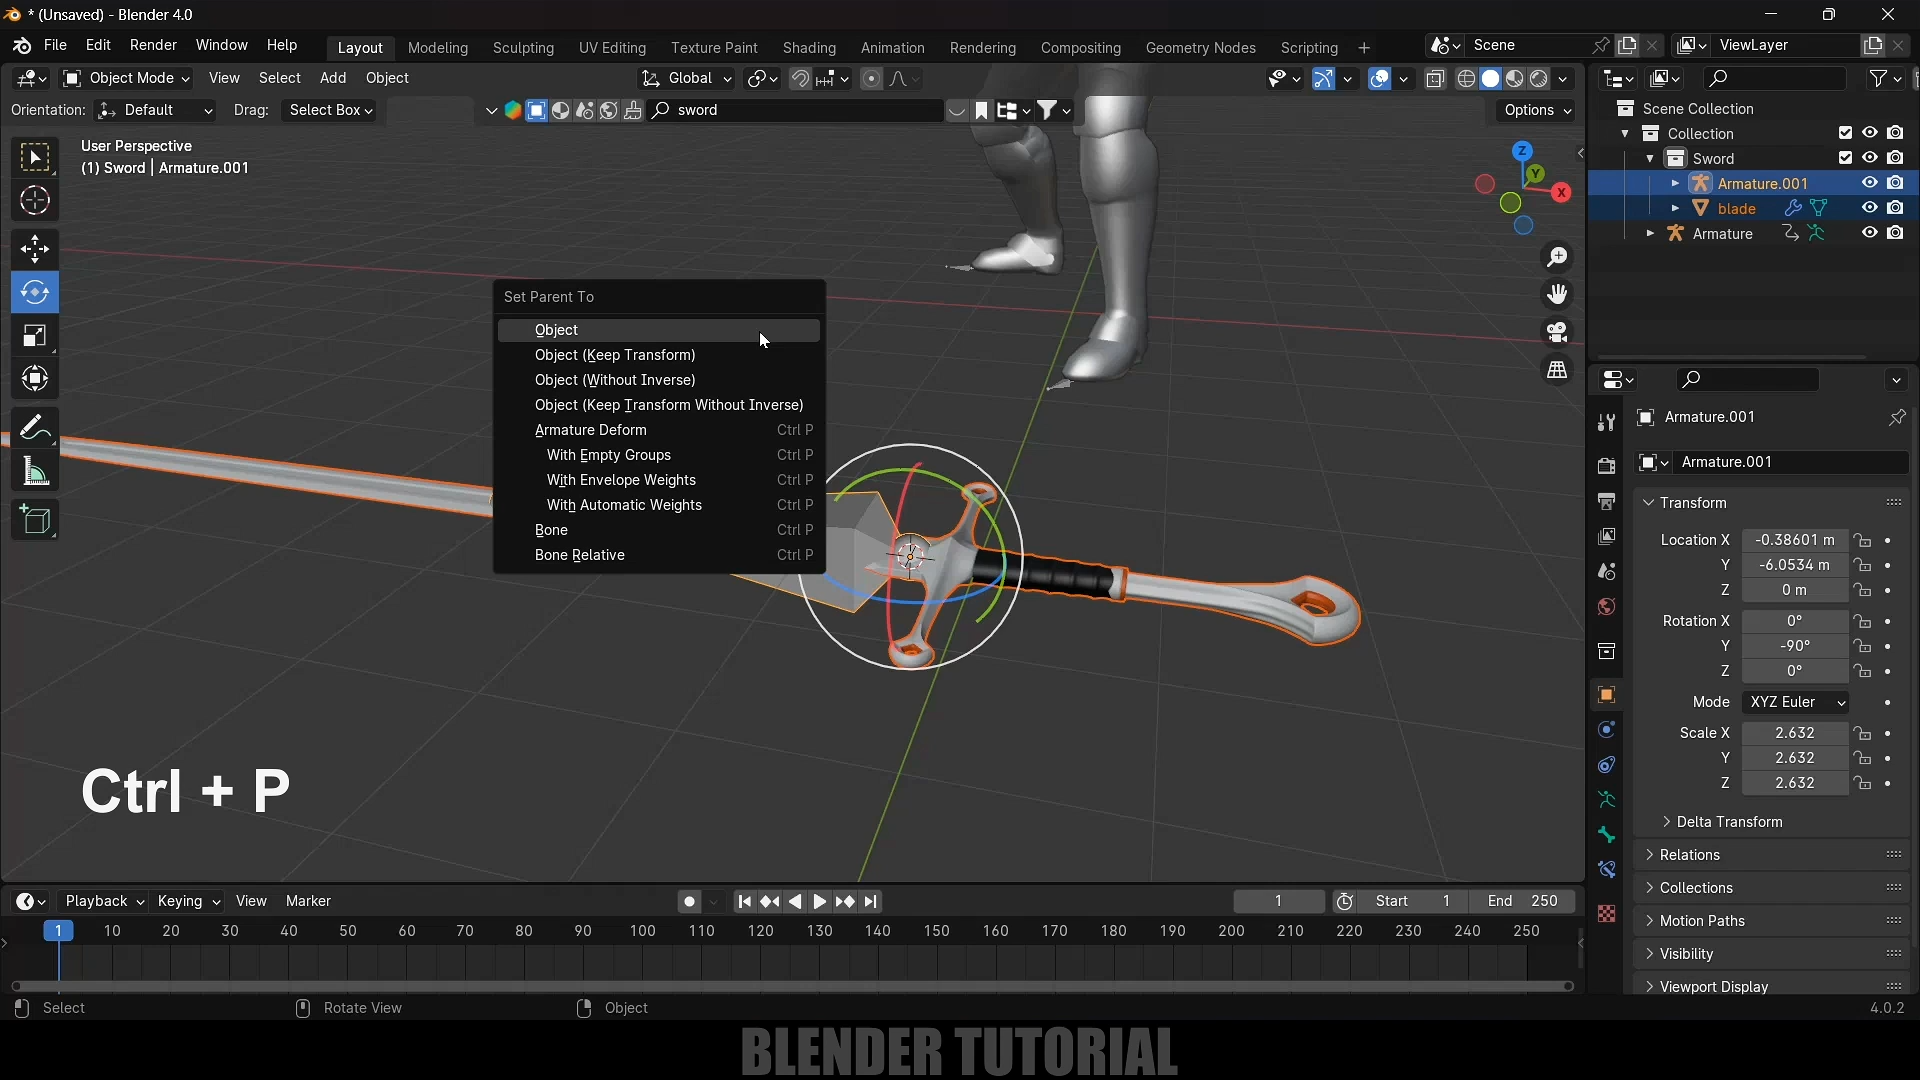 * (Unsaved) - Blender 4.0
File Edit Render Window Help
Layout Modeling Sculpting UV Editing Texture Paint Shading Animation Rendering Compositing Geometry Nodes Scripting +
Scene
ViewLayer
Object Mode View Select Add Object
Global
Orientation: Default Drag: Select Box
sword
Options
User Perspective
(1) Sword | Armature.001
Z
Y
X
Scene Collection
Collection
Sword
Armature.001
blade
Armature
Set Parent To
Object
Object (Keep Transform)
Object (Without Inverse)
Object (Keep Transform Without Inverse)
Armature Deform Ctrl P
With Empty Groups Ctrl P
With Envelope Weights Ctrl P
With Automatic Weights Ctrl P
Bone Ctrl P
Bone Relative Ctrl P
Ctrl + P
Armature.001
Armature.001
Transform
Location X -0.38601 m
Y -6.0534 m
Z 0 m
Rotation X 0°
Y -90°
Z 0°
Mode XYZ Euler
Scale X 2.632
Y 2.632
Z 2.632
Delta Transform
Relations
Collections
Motion Paths
Visibility
Viewport Display
Playback Keying View Marker
1
Start 1
End 250
1 10 20 30 40 50 60 70 80 90 100 110 120 130 140 150 160 170 180 190 200 210 220 230 240 250
Select
Rotate View
Object
4.0.2
BLENDER TUTORIAL